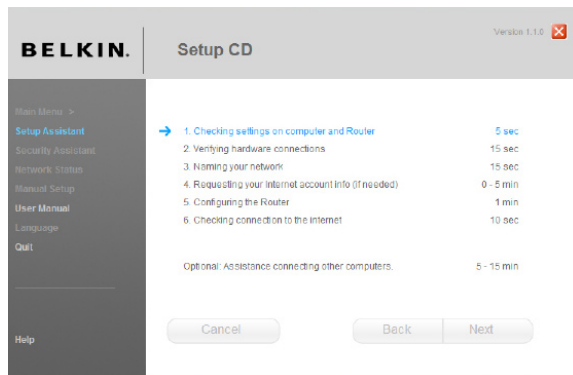 BELKIN.
Setup CD
Version 1.1.0
Main Menu >
Setup Assistant
Security Assistant
Network Status
Manual Setup
User Manual
Language
Quit
Help
1. Checking settings on computer and Router 5 sec
2. Verifying hardware connections 15 sec
3. Naming your network 15 sec
4. Requesting your Internet account info (if needed) 0 - 5 min
5. Configuring the Router 1 min
6. Checking connection to the internet 10 sec
Optional: Assistance connecting other computers. 5 - 15 min
Cancel
Back
Next